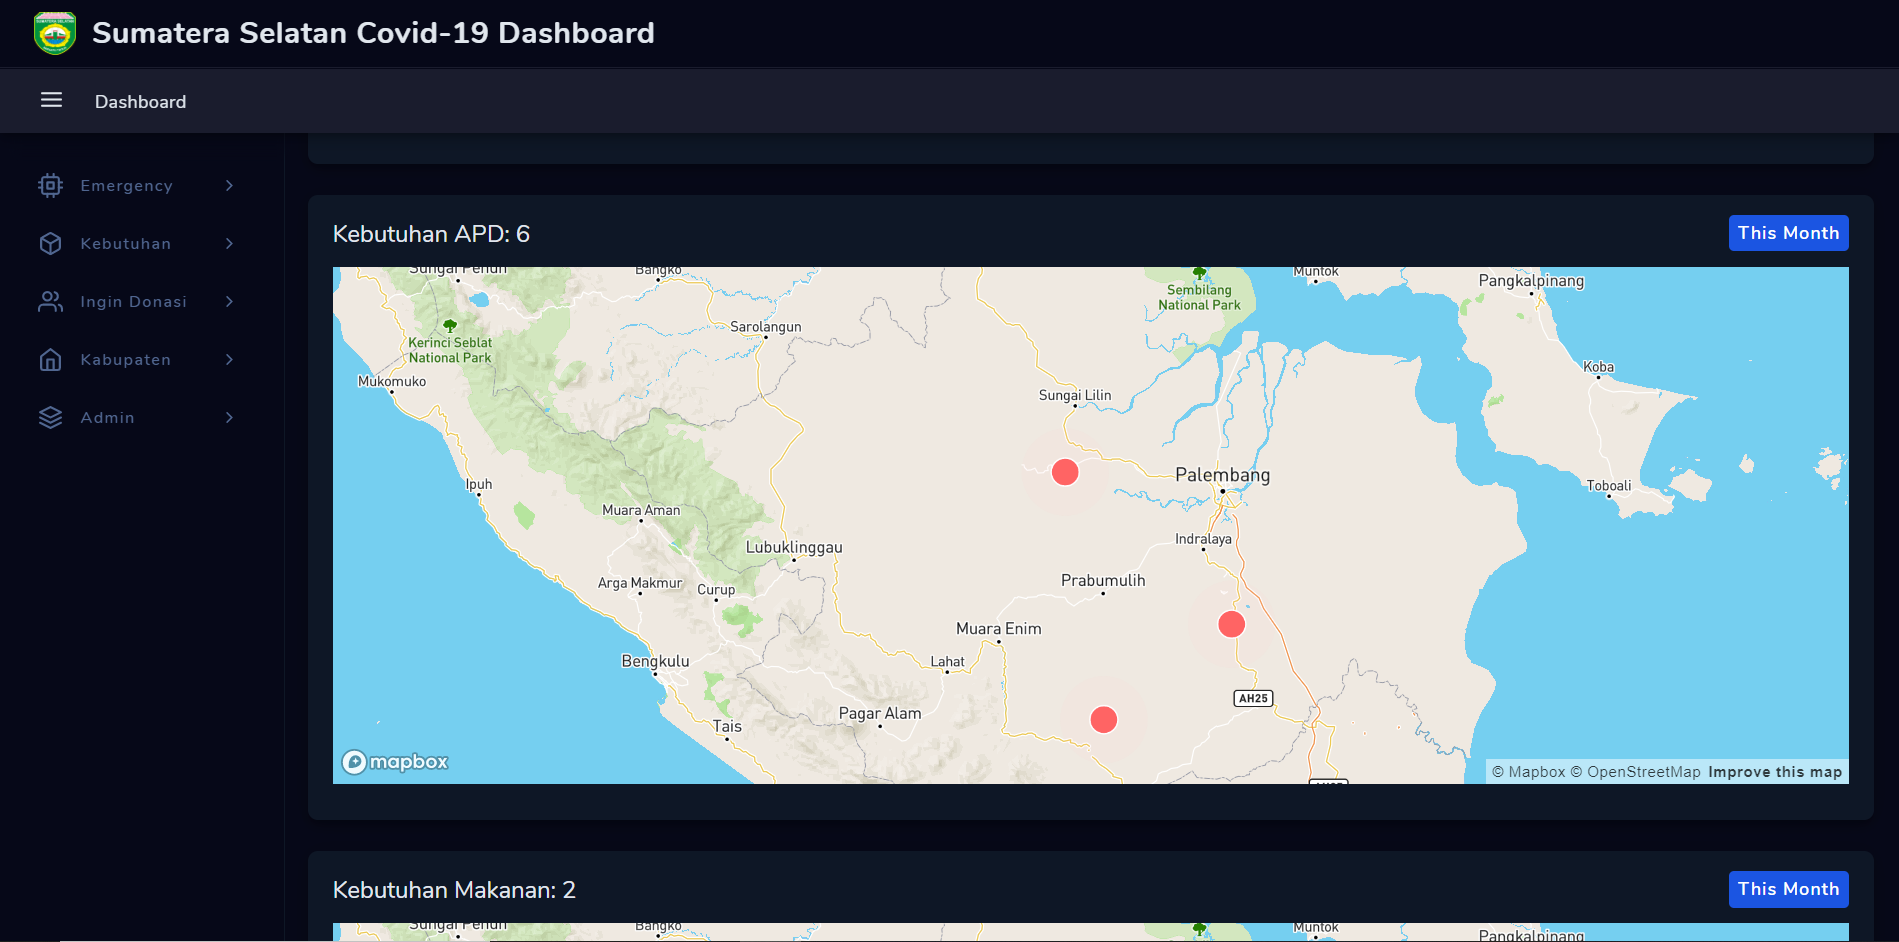 Sumatera Selatan Covid-19 Dashboard
Dashboard
Emergency
Kebutuhan
Ingin Donasi
Kabupaten
Admin
Kebutuhan APD: 6
This Month
Sungai Penuh
Bangko
Muntok
Pangkalpinang
Sembilang
National Park
Sarolangun
Kerinci Seblat
National Park
Mukomuko
Koba
Sungai Lilin
Palembang
Ipuh
Toboali
Muara Aman
Indralaya
Lubuklinggau
Prabumulih
Arga Makmur
Curup
Muara Enim
Bengkulu
Lahat
AH25
Pagar Alam
Tais
mapbox
© Mapbox © OpenStreetMap Improve this map
Kebutuhan Makanan: 2
This Month
Sungai Penuh
Bangko
Muntok
Pangkalpinang